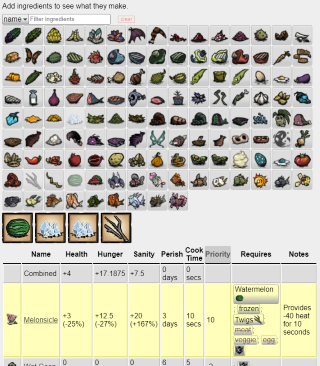 Add ingredients to see what they make.
name Filter ingredients clear
Name Health Hunger Sanity Perish Cook Time Priority Requires Notes
Combined +4 +17.1875 +7.5 0 days 0 secs
Melonsicle +3 (-25%) +12.5 (-27%) +20 (+167%) 3 days 10 secs 10 Watermelon frozen Twigs meat veggie egg Provides -40 heat for 10 seconds
0 0 0 6 5